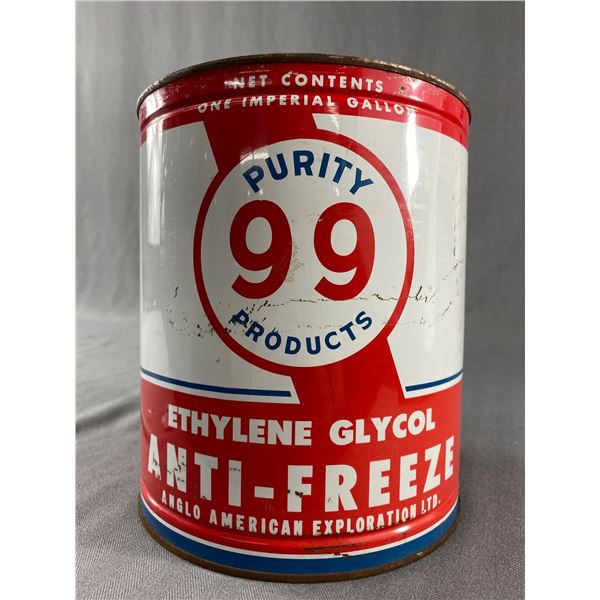 NET CONTENTS
ONE IMPERIAL GALLON
PURITY
99
PRODUCTS
ETHYLENE GLYCOL
ANTI-FREEZE
ANGLO AMERICAN EXPLORATION LTD.